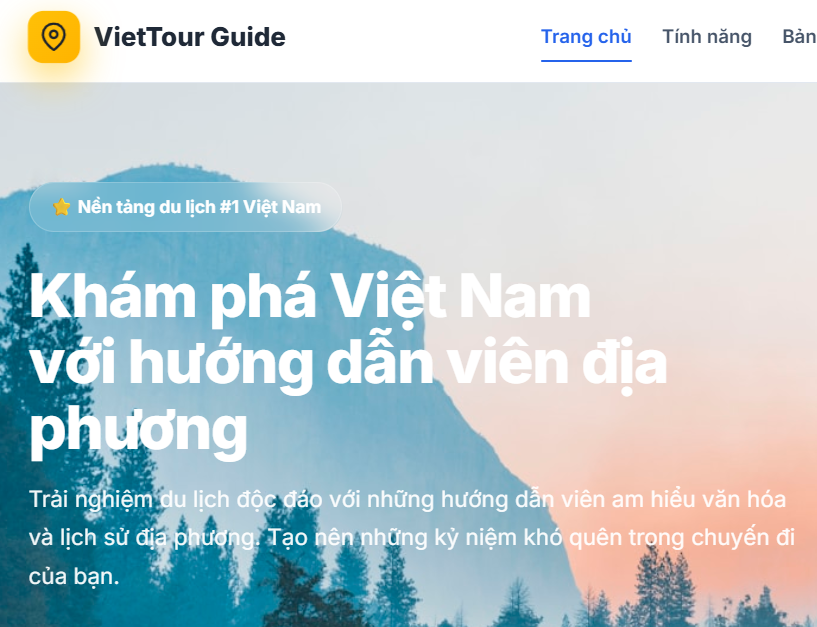 VietTour Guide
Trang chủ
Tính năng
Bản
Nền tảng du lịch #1 Việt Nam
Khám phá Việt Nam
với hướng dẫn viên địa
phương
Trải nghiệm du lịch độc đáo với những hướng dẫn viên am hiểu văn hóa
và lịch sử địa phương. Tạo nên những kỷ niệm khó quên trong chuyến đi
của bạn.